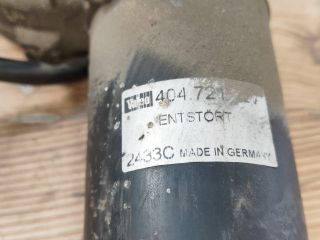 Valeo 404.721
ENTSTÖRT
2433C MADE IN GERMANY